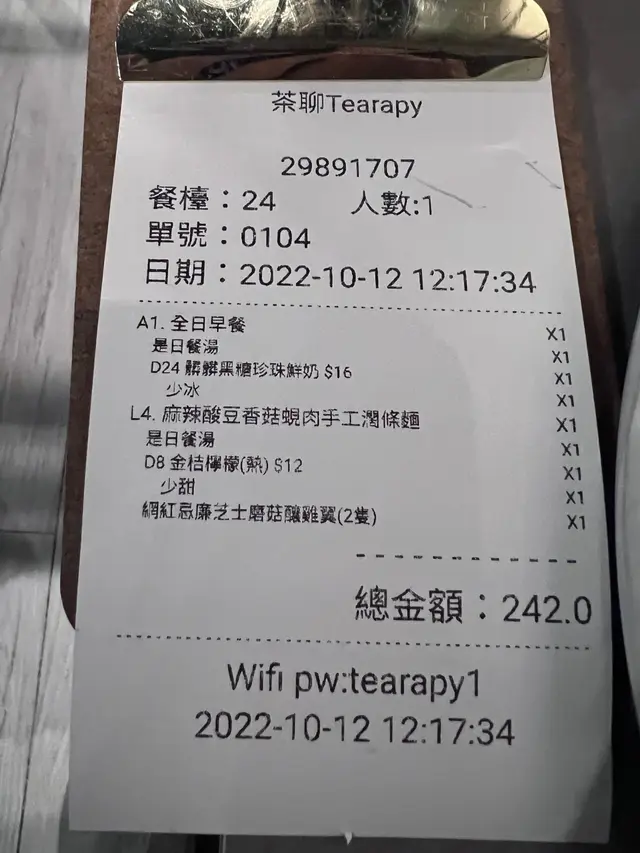 茶聊Tearapy
29891707
餐檯：24 人數:1
單號：0104
日期：2022-10-12 12:17:34
A1. 全日早餐 X1
是日餐湯 X1
D24 髒髒黑糖珍珠鮮奶 $16 X1
少冰 X1
L4. 麻辣酸豆香菇蜆肉手工濶條麵 X1
是日餐湯 X1
D8 金桔檸檬(熱) $12 X1
少甜 X1
網紅忌廉芝士磨菇釀雞翼(2隻) X1
總金額：242.0
Wifi pw:tearapy1
2022-10-12 12:17:34